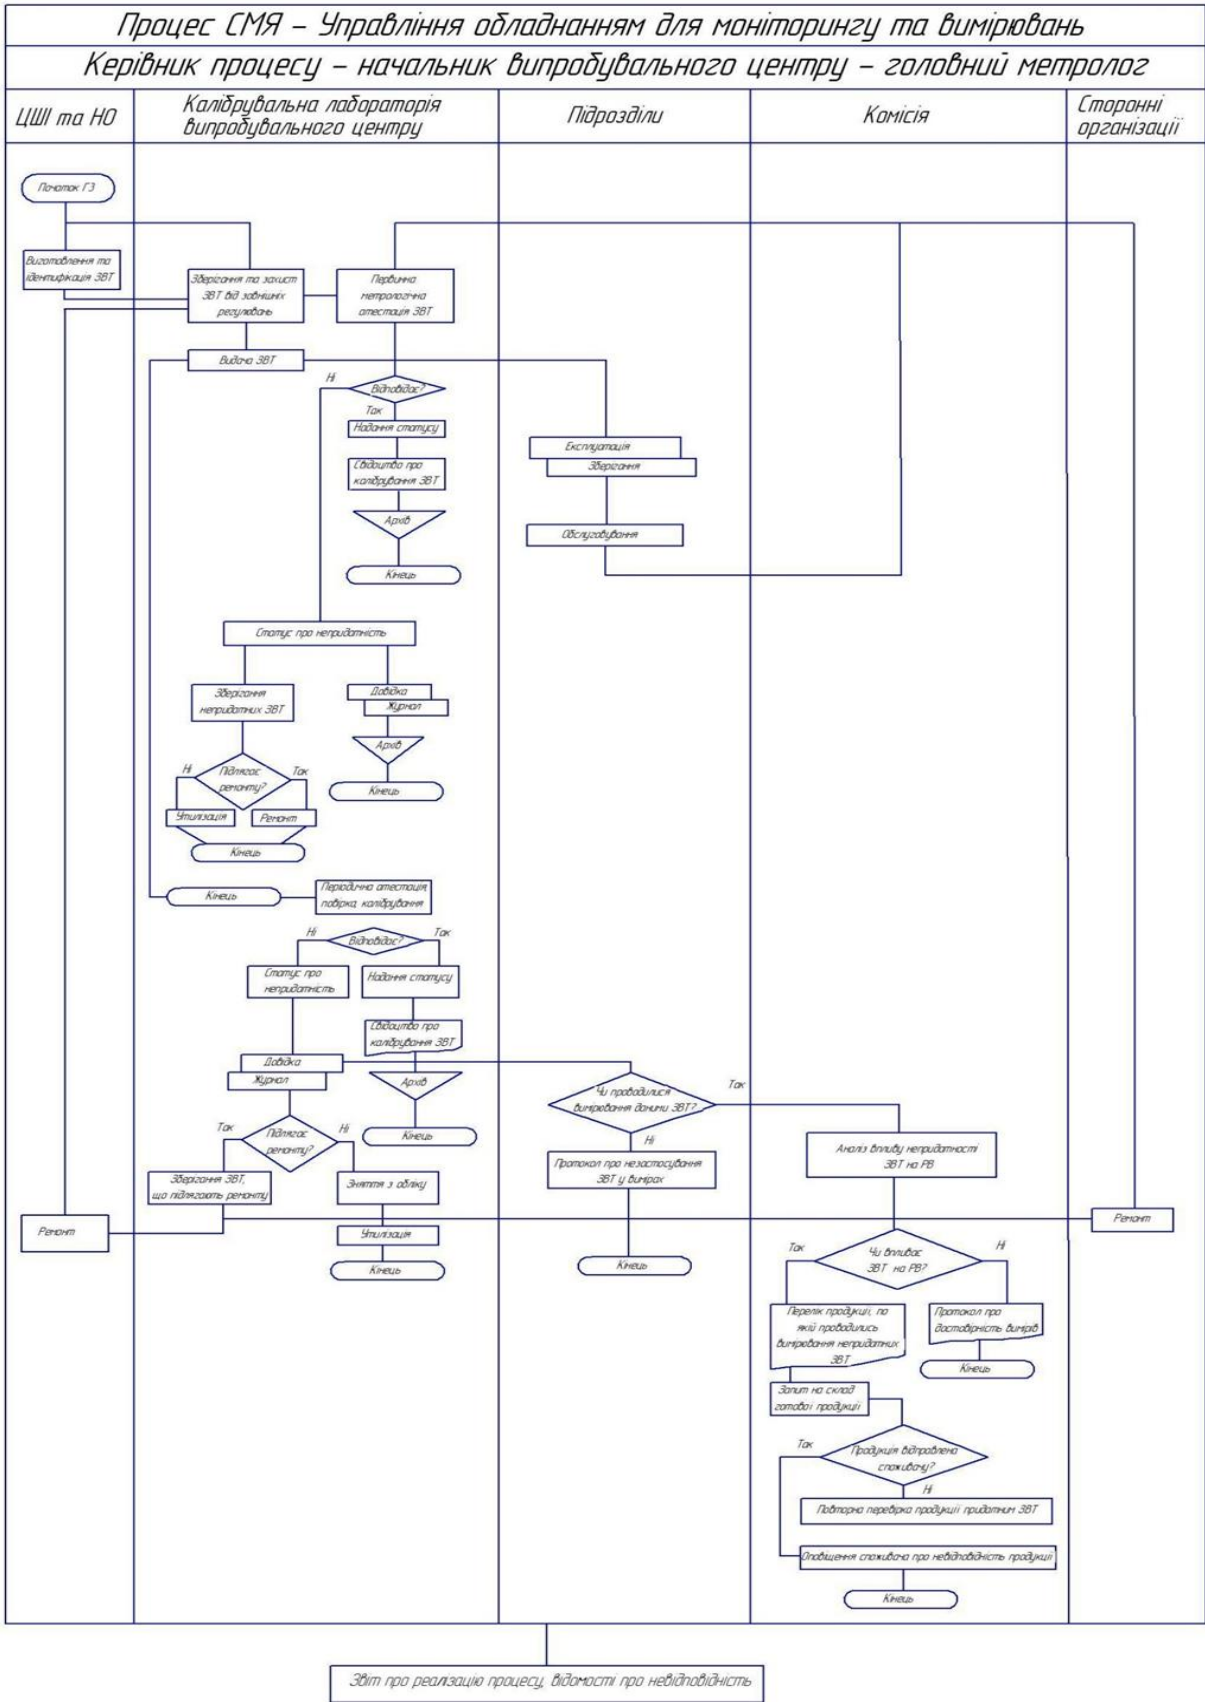 Процес СМЯ – Управління обладнанням для моніторингу та вимірювань
Керівник процесу – начальник випробувального центру – головний метролог
ЦШІ та НО
Калібрувальна лабораторія
випробувального центру
Підрозділи
Комісія
Сторонні
організації
Початок ГЗ
Виготовлення та
ідентифікація ЗВТ
Зберігання та захист
ЗВТ від зовнішніх
регулювань
Первинна
метрологічна
атестація ЗВТ
Видача ЗВТ
Ні
Відповідає?
Так
Надання статусу
Свідоцтво про
калібрування ЗВТ
Архів
Кінець
Експлуатація
Зберігання
Обслуговування
Статус про непридатність
Зберігання
непридатних ЗВТ
Довідка
Журнал
Архів
Кінець
Ні
Підлягає
ремонту?
Так
Утилізація
Ремонт
Кінець
Кінець
Періодична атестація,
повірка, калібрування
Ні
Відповідає?
Так
Статус про
непридатність
Надання статусу
Свідоцтво про
калібрування ЗВТ
Довідка
Журнал
Архів
Кінець
Чи проводилися
вимірювання даними ЗВТ?
Так
Ні
Протокол про незастосування
ЗВТ у вимірах
Кінець
Аналіз впливу непридатності
ЗВТ на РВ
Так
Підлягає
ремонту?
Ні
Зберігання ЗВТ,
що підлягають ремонту
Зняття з обліку
Утилізація
Кінець
Ремонт
Ремонт
Так
Чи впливає
ЗВТ на РВ?
Ні
Перелік продукції, по
якій проводились
вимірювання непридатних
ЗВТ
Протокол про
достовірність вимірів
Кінець
Запит на склад
готової продукції
Так
Продукція відправлена
споживачу?
Ні
Повторна перевірка продукції придатним ЗВТ
Оповіщення споживача про невідповідність продукції
Кінець
Звіт про реалізацію процесу, відомості про невідповідність